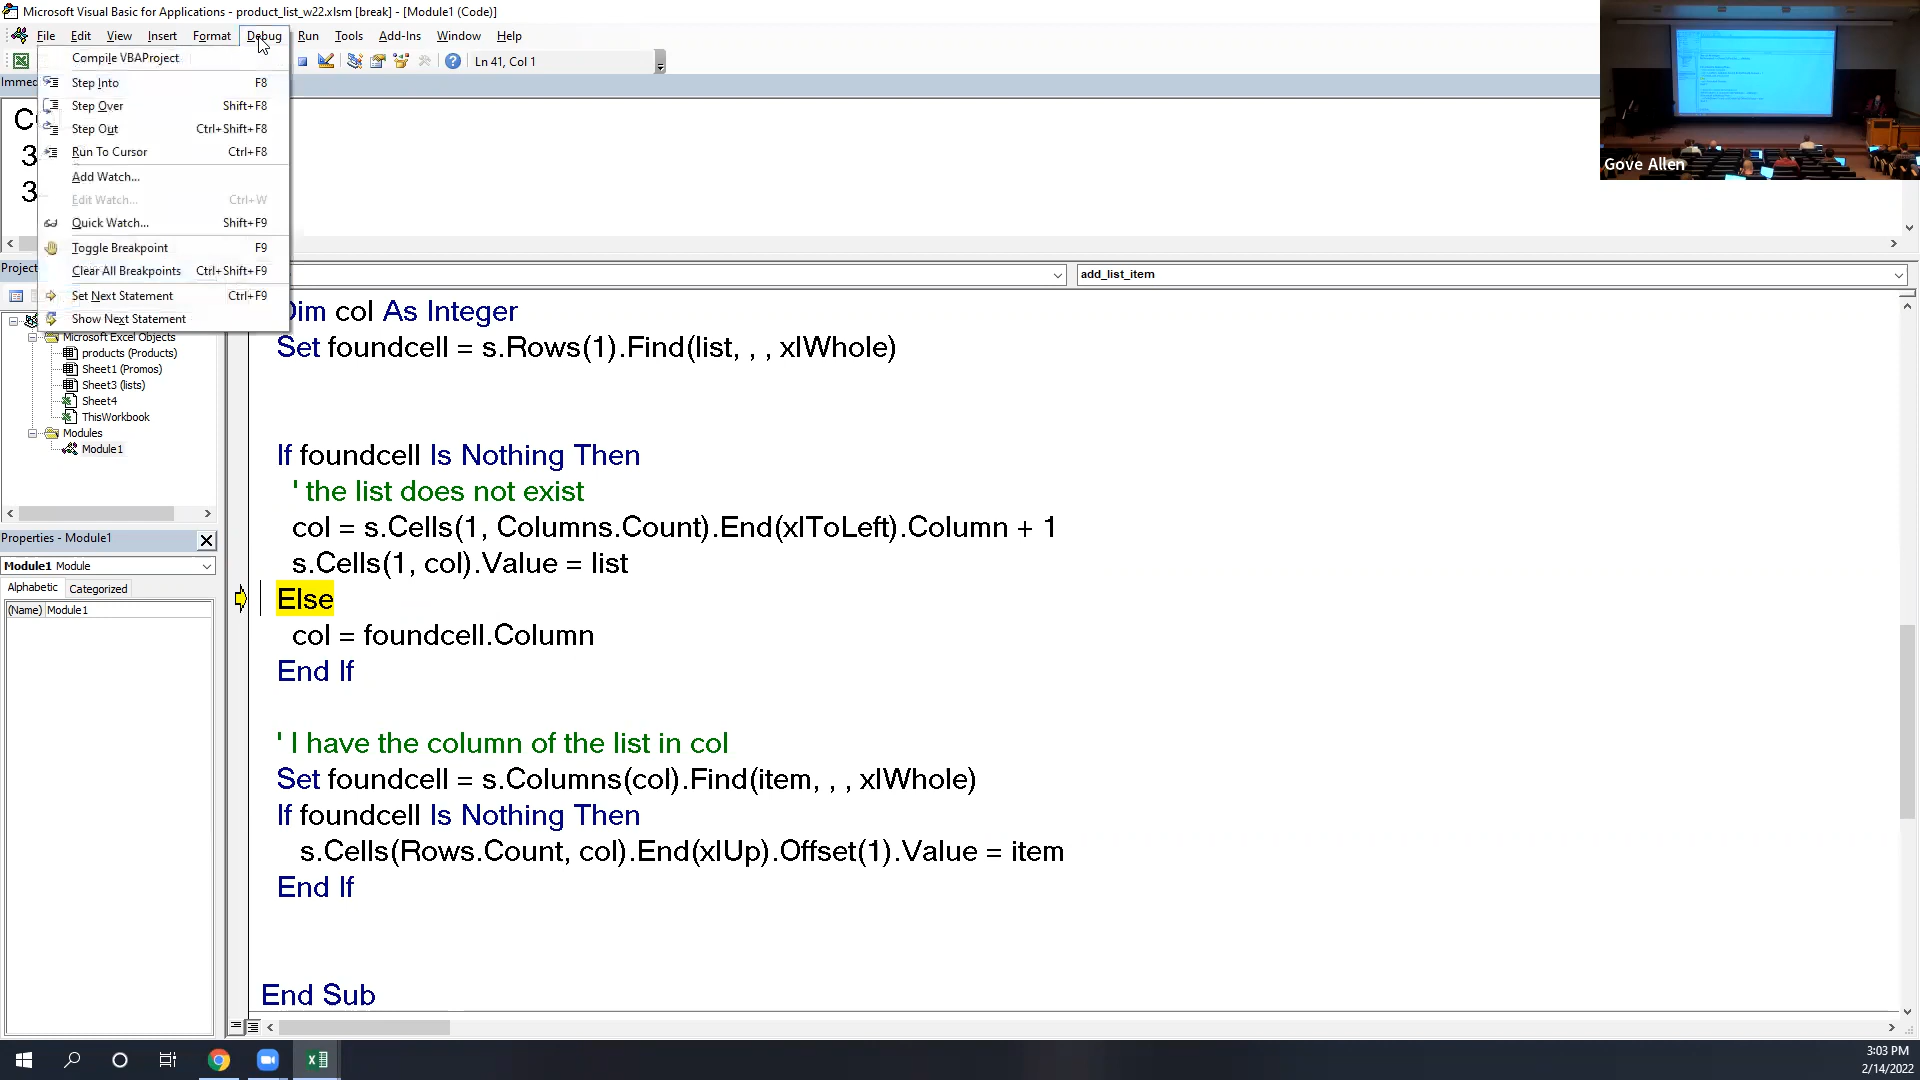 Microsoft Visual Basic for Applications - product_list_w22.xlsm [break] - [Module1 (Code)]
File Edit View Insert Format Debug Run Tools Add-Ins Window Help
Ln 41, Col 1
Compile VBAProject
Step Into F8
Step Over Shift+F8
Step Out Ctrl+Shift+F8
Run To Cursor Ctrl+F8
Add Watch...
Edit Watch... Ctrl+W
Quick Watch... Shift+F9
Toggle Breakpoint F9
Clear All Breakpoints Ctrl+Shift+F9
Set Next Statement Ctrl+F9
Show Next Statement
Immed
3
3
Project
Microsoft Excel Objects
products (Products)
Sheet1 (Promos)
Sheet3 (lists)
Sheet4
ThisWorkbook
Modules
Module1
Properties - Module1
Module1 Module
Alphabetic Categorized
(Name) Module1
add_list_item
Dim col As Integer
Set foundcell = s.Rows(1).Find(list, , , xlWhole)
If foundcell Is Nothing Then
' the list does not exist
col = s.Cells(1, Columns.Count).End(xlToLeft).Column + 1
s.Cells(1, col).Value = list
Else
col = foundcell.Column
End If
' I have the column of the list in col
Set foundcell = s.Columns(col).Find(item, , , xlWhole)
If foundcell Is Nothing Then
s.Cells(Rows.Count, col).End(xlUp).Offset(1).Value = item
End If
End Sub
Gove Allen
3:03 PM
2/14/2022